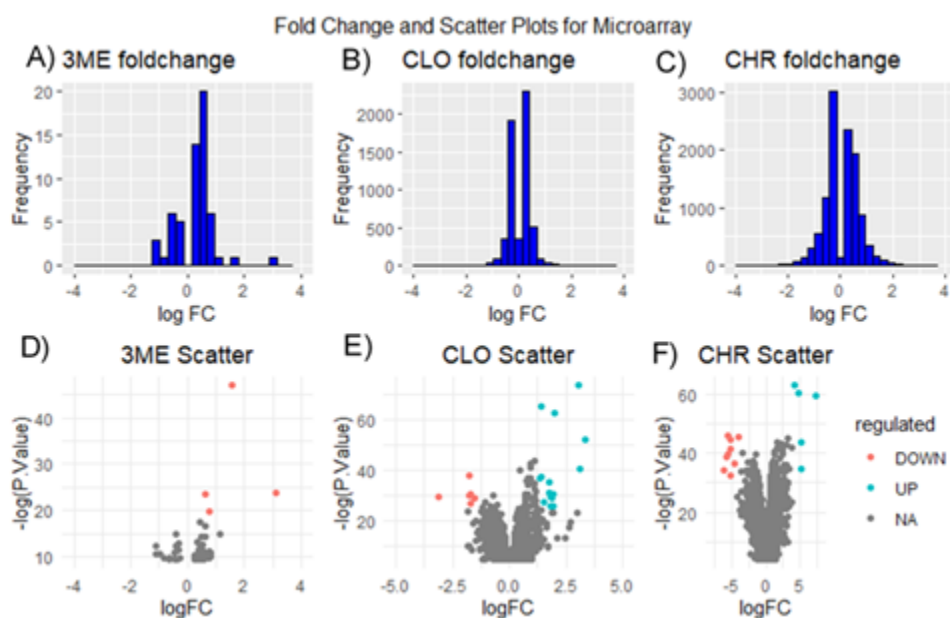 Fold Change and Scatter Plots for Microarray
A) 3ME foldchange
B) CLO foldchange
C) CHR foldchange
Frequency
20
15
10
5
0
-4 -2 0 2 4
log FC
Frequency
2000
1500
1000
500
0
-4 -2 0 2 4
log FC
Frequency
3000
2000
1000
0
-4 -2 0 2 4
log FC
D) 3ME Scatter
E) CLO Scatter
F) CHR Scatter
-log(P.Value)
40
30
20
10
-4 -2 0 2 4
logFC
-log(P.Value)
60
40
20
-5.0 -2.5 0.0 2.5 5.0
logFC
-log(P.Value)
60
40
20
-5 0 5
logFC
regulated
DOWN
UP
NA